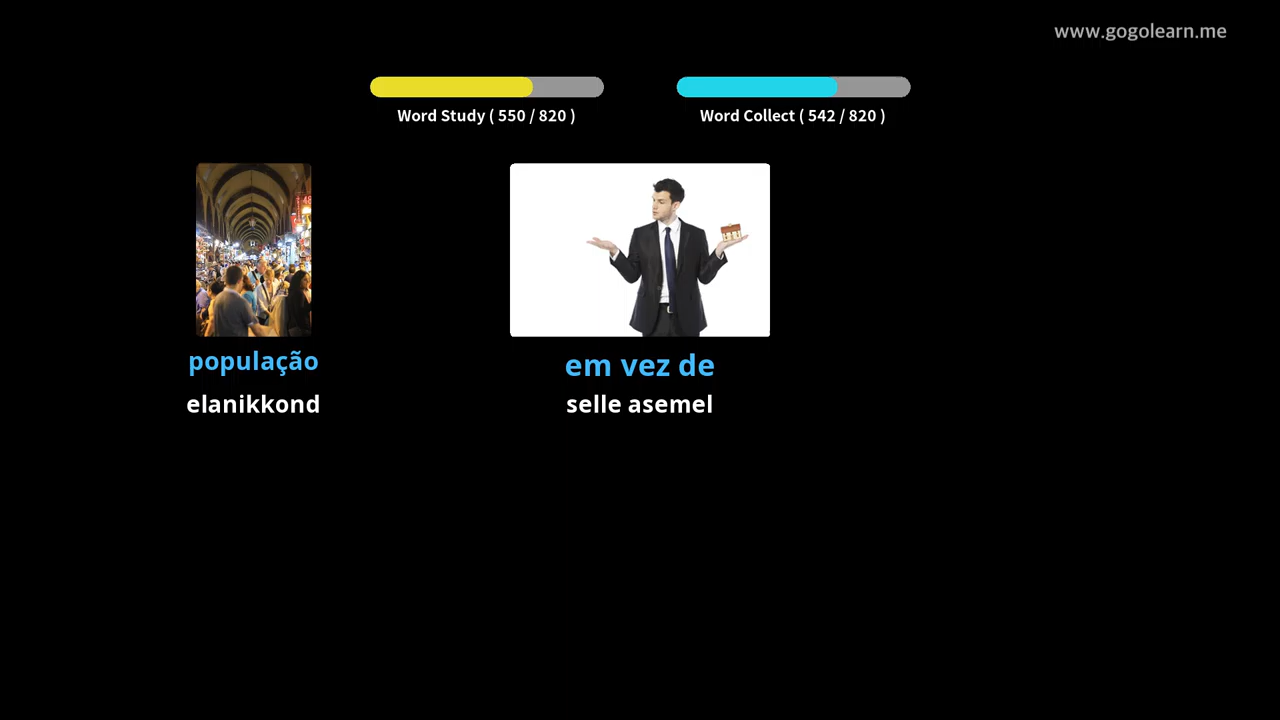 www.gogolearn.me
Word Study ( 550 / 820 )
Word Collect ( 542 / 820 )
população
elanikkond
em vez de
selle asemel